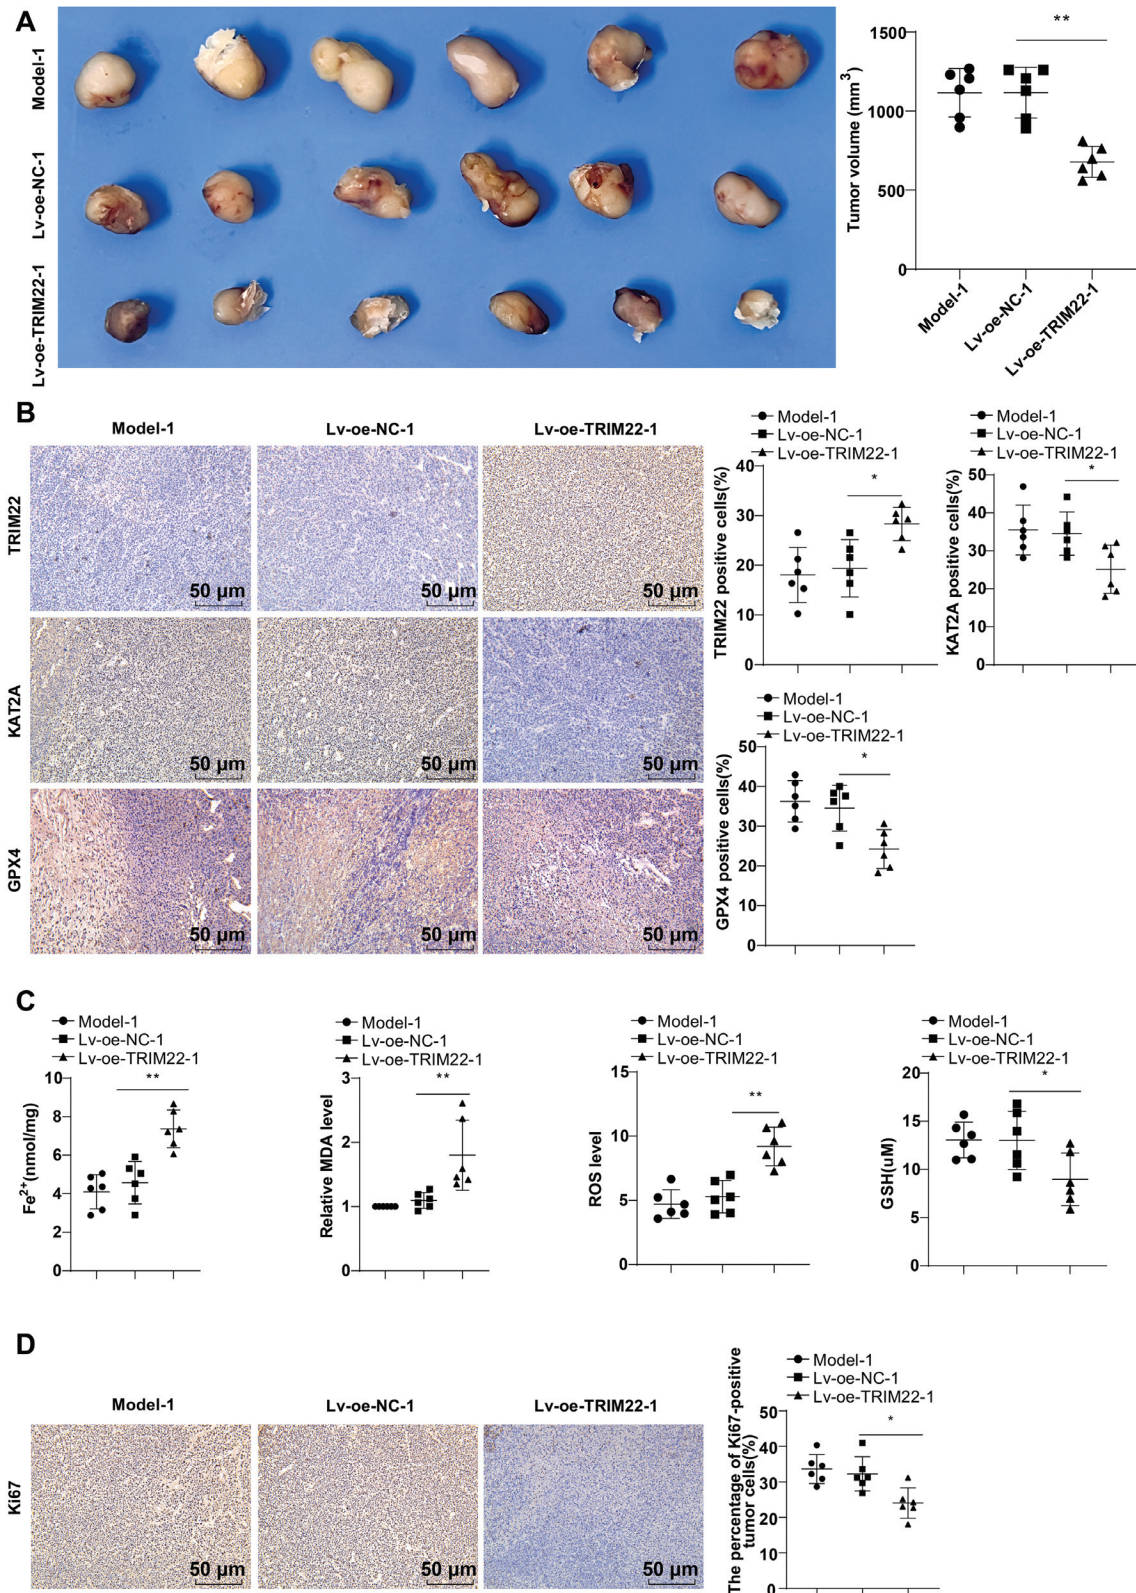 A
Model-1
Lv-oe-NC-1
Lv-oe-TRIM22-1
Tumor volume (mm3)
1500
1000
500
0
**
Model-1
Lv-oe-NC-1
Lv-oe-TRIM22-1
B
Model-1
Lv-oe-NC-1
Lv-oe-TRIM22-1
TRIM22
50 μm
50 μm
50 μm
KAT2A
50 μm
50 μm
50 μm
GPX4
50 μm
50 μm
50 μm
Model-1
Lv-oe-NC-1
Lv-oe-TRIM22-1
TRIM22 positive cells(%)
40
30
20
10
0
*
Model-1
Lv-oe-NC-1
Lv-oe-TRIM22-1
KAT2A positive cells(%)
50
40
30
20
10
0
*
Model-1
Lv-oe-NC-1
Lv-oe-TRIM22-1
GPX4 positive cells(%)
50
40
30
20
10
0
*
C
Model-1
Lv-oe-NC-1
Lv-oe-TRIM22-1
Fe2+(nmol/mg)
10
8
6
4
2
0
**
Model-1
Lv-oe-NC-1
Lv-oe-TRIM22-1
Relative MDA level
3
2
1
0
**
Model-1
Lv-oe-NC-1
Lv-oe-TRIM22-1
ROS level
15
10
5
0
**
Model-1
Lv-oe-NC-1
Lv-oe-TRIM22-1
GSH(uM)
20
15
10
5
0
*
D
Model-1
Lv-oe-NC-1
Lv-oe-TRIM22-1
Ki67
50 μm
50 μm
50 μm
Model-1
Lv-oe-NC-1
Lv-oe-TRIM22-1
The percentage of Ki67-positive
tumor cells(%)
50
40
30
20
10
0
*